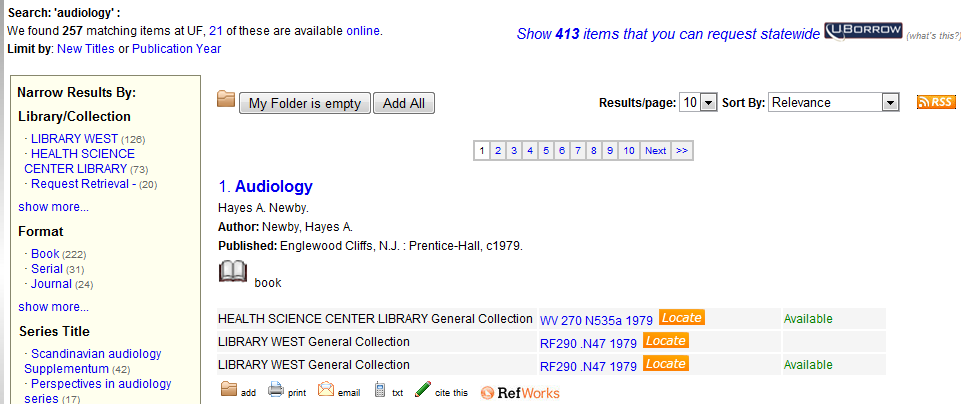 Search: 'audiology' :
We found 257 matching items at UF, 21 of these are available online.
Limit by: New Titles or Publication Year
Show 413 items that you can request statewide UBORROW (what's this?)
Narrow Results By:
Library/Collection
· LIBRARY WEST (126)
· HEALTH SCIENCE
CENTER LIBRARY (73)
· Request Retrieval - (20)
show more...
Format
· Book (222)
· Serial (31)
· Journal (24)
show more...
Series Title
· Scandinavian audiology
Supplementum (42)
· Perspectives in audiology
series (17)
My Folder is empty Add All
Results/page: 10 Sort By: Relevance RSS
1 2 3 4 5 6 7 8 9 10 Next >>
1. Audiology
Hayes A. Newby.
Author: Newby, Hayes A.
Published: Englewood Cliffs, N.J. : Prentice-Hall, c1979.
book
HEALTH SCIENCE CENTER LIBRARY General Collection WV 270 N535a 1979 Locate Available
LIBRARY WEST General Collection RF290 .N47 1979 Locate
LIBRARY WEST General Collection RF290 .N47 1979 Locate Available
add print email txt cite this RefWorks